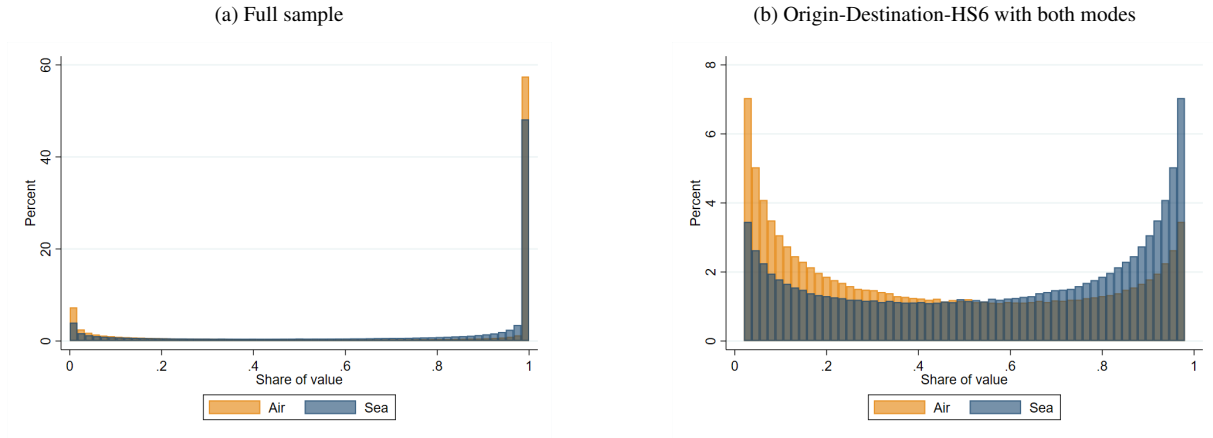 (a) Full sample
60
40
20
0
Percent
0 .2 .4 .6 .8 1
Share of value
Air Sea
(b) Origin-Destination-HS6 with both modes
8
6
4
2
0
Percent
0 .2 .4 .6 .8 1
Share of value
Air Sea